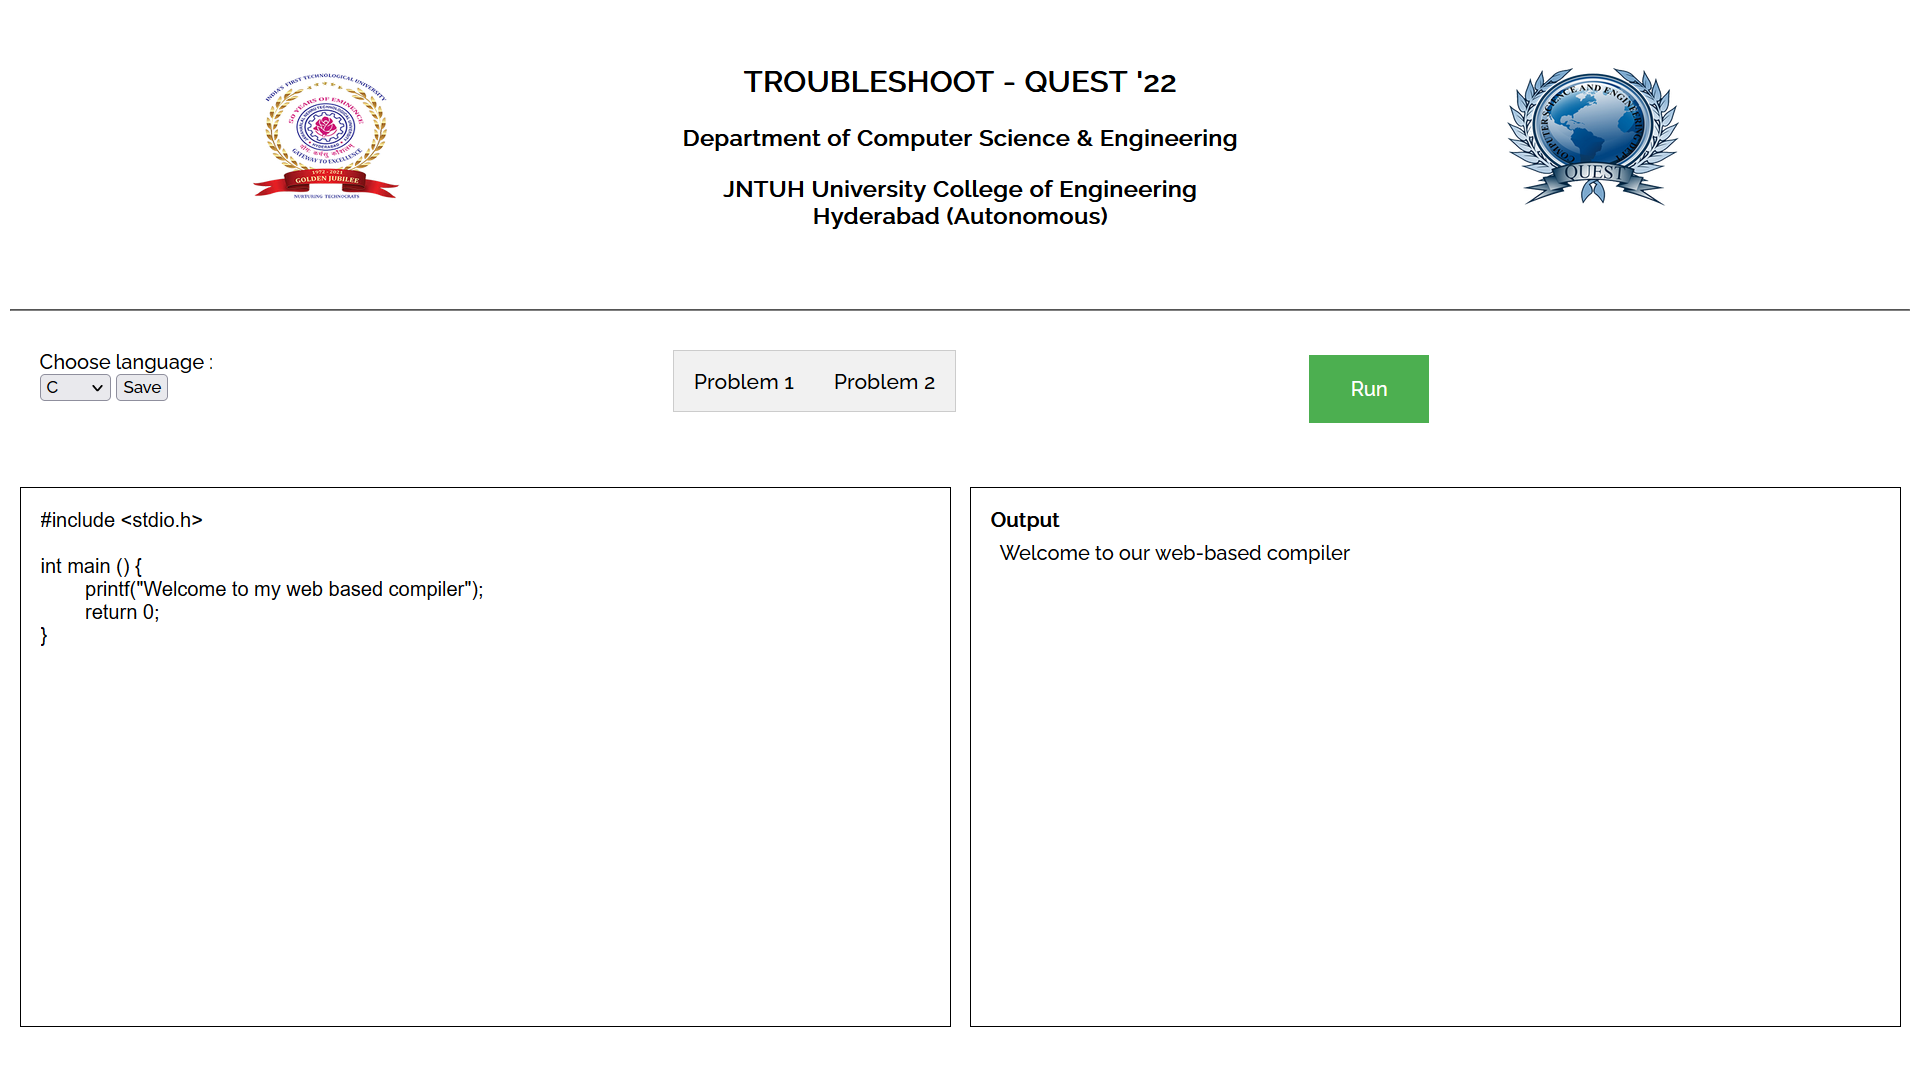 INDIA'S FIRST TECHNOLOGICAL UNIVERSITY
50 YEARS OF EMINENCE
HYDERABAD
GATEWAY TO EXCELLENCE
1972 - 2021
GOLDEN JUBILEE
NURTURING TECHNOCRATS
TROUBLESHOOT - QUEST '22
Department of Computer Science & Engineering
JNTUH University College of Engineering
Hyderabad (Autonomous)
COMPUTER SCIENCE AND ENGINEERING DEPT
QUEST
Choose language :
C
Save
Problem 1
Problem 2
Run
#include <stdio.h>
int main () {
printf("Welcome to my web based compiler");
return 0;
}
Output
Welcome to our web-based compiler